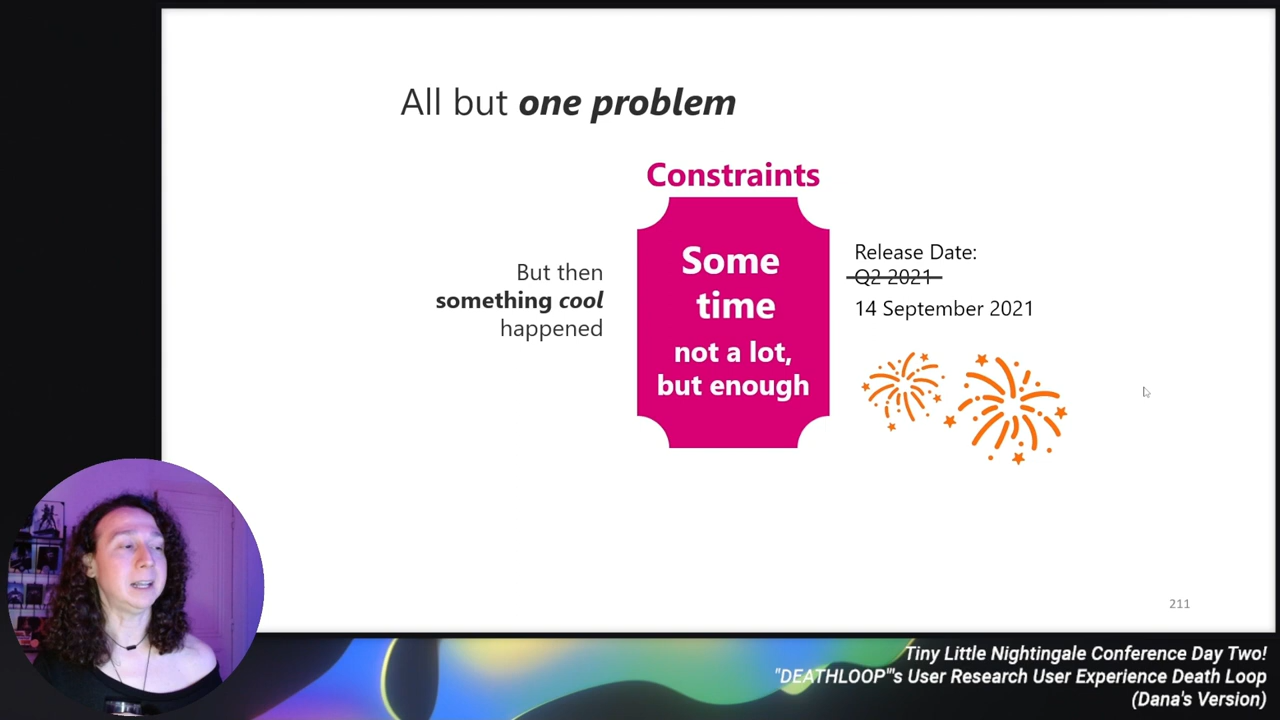 All but one problem
Constraints
But then
something cool
happened
Some
time
not a lot,
but enough
Release Date:
Q2 2021
14 September 2021
211
Tiny Little Nightingale Conference Day Two!
"DEATHLOOP"'s User Research User Experience Death Loop
(Dana's Version)